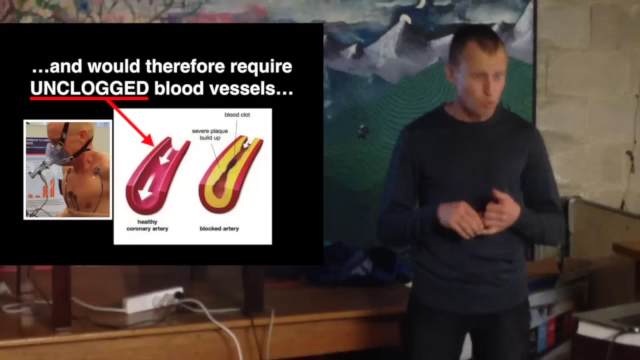 ...and would therefore require
UNCLOGGED blood vessels...
blood clot
severe plaque
build up
healthy
coronary artery
blocked artery